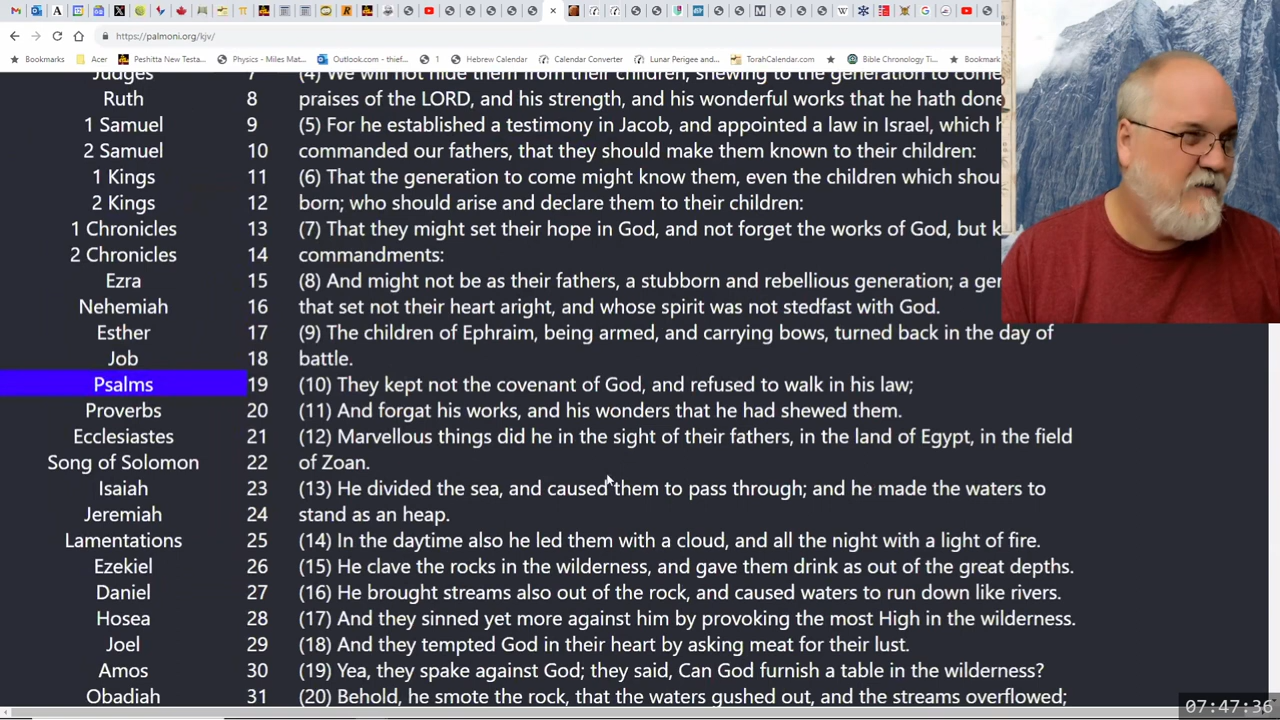 https://palmoni.org/kjv/
Bookmarks Acer Peshitta New Testa... Physics - Miles Mat... Outlook.com - thief... 1 Hebrew Calendar Calendar Converter Lunar Perigee and... TorahCalendar.com Bible Chronology Ti... Bookmark
Judges 7 (4) We will not hide them from their children, shewing to the generation to come
Ruth 8 praises of the LORD, and his strength, and his wonderful works that he hath done
1 Samuel 9 (5) For he established a testimony in Jacob, and appointed a law in Israel, which h
2 Samuel 10 commanded our fathers, that they should make them known to their children:
1 Kings 11 (6) That the generation to come might know them, even the children which shou
2 Kings 12 born; who should arise and declare them to their children:
1 Chronicles 13 (7) That they might set their hope in God, and not forget the works of God, but k
2 Chronicles 14 commandments:
Ezra 15 (8) And might not be as their fathers, a stubborn and rebellious generation; a gen
Nehemiah 16 that set not their heart aright, and whose spirit was not stedfast with God.
Esther 17 (9) The children of Ephraim, being armed, and carrying bows, turned back in the day of
Job 18 battle.
Psalms 19 (10) They kept not the covenant of God, and refused to walk in his law;
Proverbs 20 (11) And forgat his works, and his wonders that he had shewed them.
Ecclesiastes 21 (12) Marvellous things did he in the sight of their fathers, in the land of Egypt, in the field
Song of Solomon 22 of Zoan.
Isaiah 23 (13) He divided the sea, and caused them to pass through; and he made the waters to
Jeremiah 24 stand as an heap.
Lamentations 25 (14) In the daytime also he led them with a cloud, and all the night with a light of fire.
Ezekiel 26 (15) He clave the rocks in the wilderness, and gave them drink as out of the great depths.
Daniel 27 (16) He brought streams also out of the rock, and caused waters to run down like rivers.
Hosea 28 (17) And they sinned yet more against him by provoking the most High in the wilderness.
Joel 29 (18) And they tempted God in their heart by asking meat for their lust.
Amos 30 (19) Yea, they spake against God; they said, Can God furnish a table in the wilderness?
Obadiah 31 (20) Behold, he smote the rock, that the waters gushed out, and the streams overflowed;
07:47:36